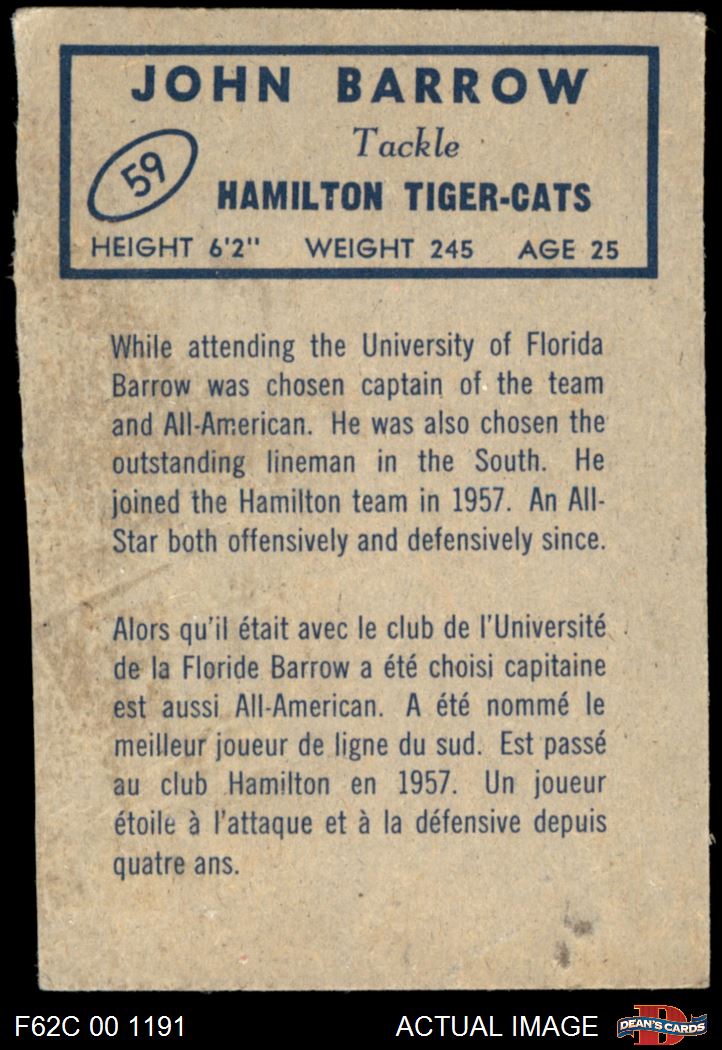 JOHN BARROW
Tackle
59
HAMILTON TIGER-CATS
HEIGHT 6'2" WEIGHT 245 AGE 25
While attending the University of Florida
Barrow was chosen captain of the team
and All-American. He was also chosen the
outstanding lineman in the South. He
joined the Hamilton team in 1957. An All-
Star both offensively and defensively since.
Alors qu'il était avec le club de l'Université
de la Floride Barrow a été choisi capitaine
est aussi All-American. A été nommé le
meilleur joueur de ligne du sud. Est passé
au club Hamilton en 1957. Un joueur
étoile à l'attaque et à la défensive depuis
quatre ans.
F62C 00 1191 ACTUAL IMAGE D DEAN'S CARDS